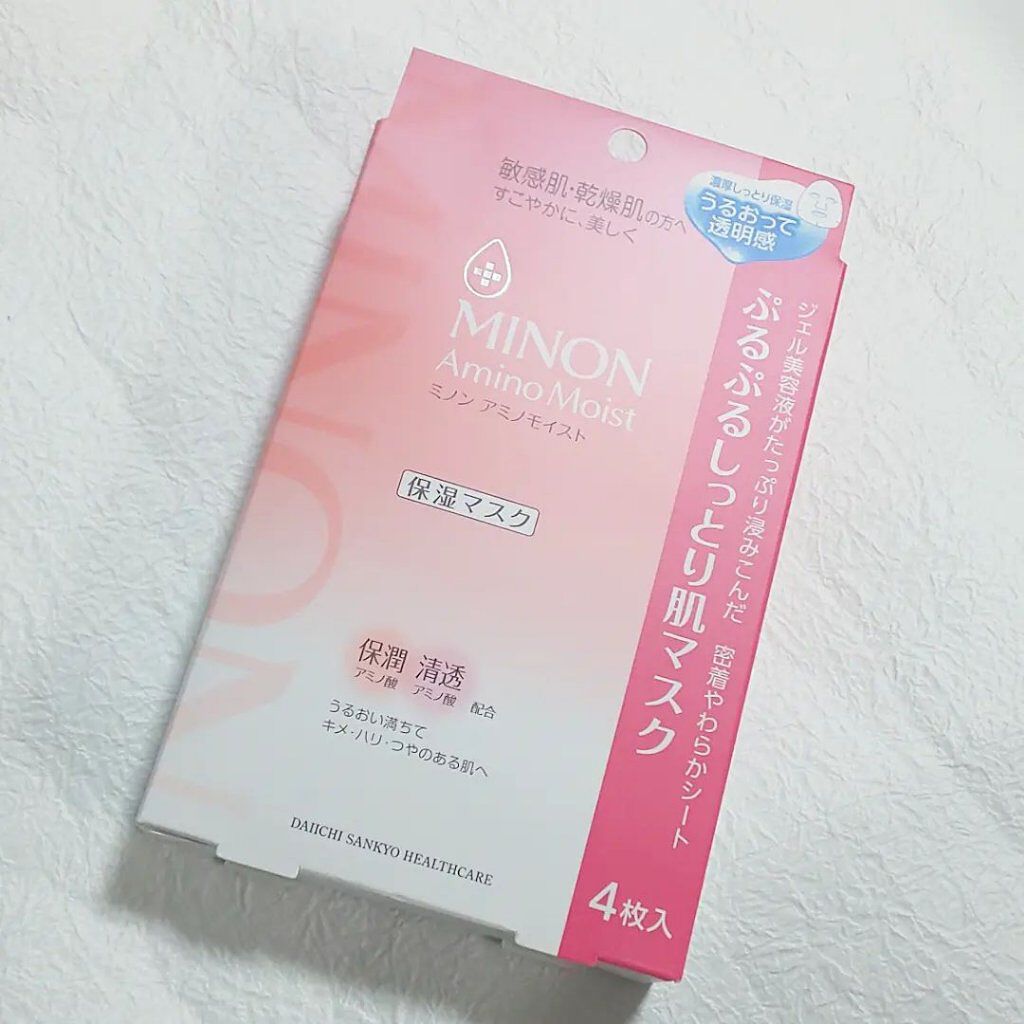 敏感肌・乾燥肌の方へ
すこやかに、美しく
MINON
Amino Moist
ミノン アミノモイスト
保湿マスク
保潤 清透
アミノ酸 アミノ酸 配合
うるおい満ちて
キメ・ハリ・つやのある肌へ
DAIICHI SANKYO HEALTHCARE
濃厚しっとり保湿
うるおって
透明感
ジェル美容液がたっぷり浸みこんだ 密着やわらかシート
ぷるぷるしっとり肌マスク
4枚入
MINON